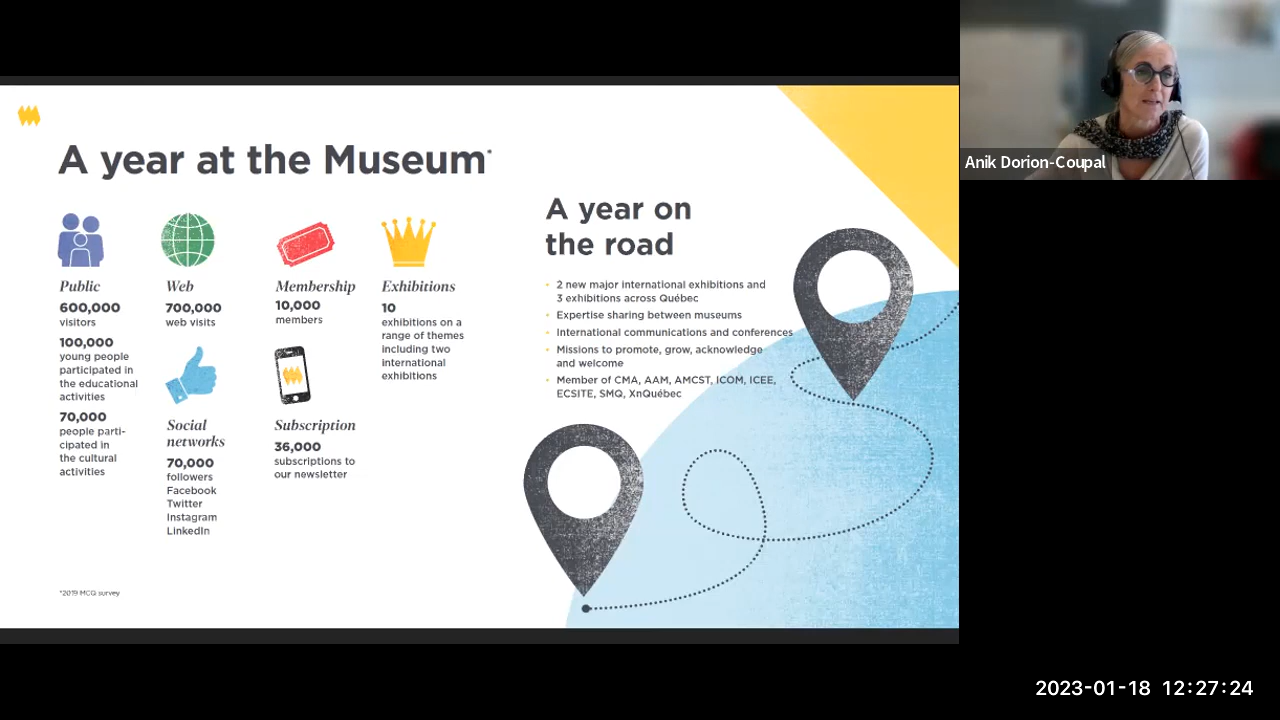 A year at the Museum*
Public
600,000
visitors
100,000
young people
participated in
the educational
activities
70,000
people parti-
cipated in
the cultural
activities
Web
700,000
web visits
Social
networks
70,000
followers
Facebook
Twitter
Instagram
LinkedIn
Membership
10,000
members
Subscription
36,000
subscriptions to
our newsletter
Exhibitions
10
exhibitions on a
range of themes
including two
international
exhibitions
*2019 MCQ survey
A year on
the road
• 2 new major international exhibitions and
3 exhibitions across Québec
• Expertise sharing between museums
• International communications and conferences
• Missions to promote, grow, acknowledge
and welcome
• Member of CMA, AAM, AMCST, ICOM, ICEE,
ECSITE, SMQ, XnQuébec
Anik Dorion-Coupal
2023-01-18 12:27:24